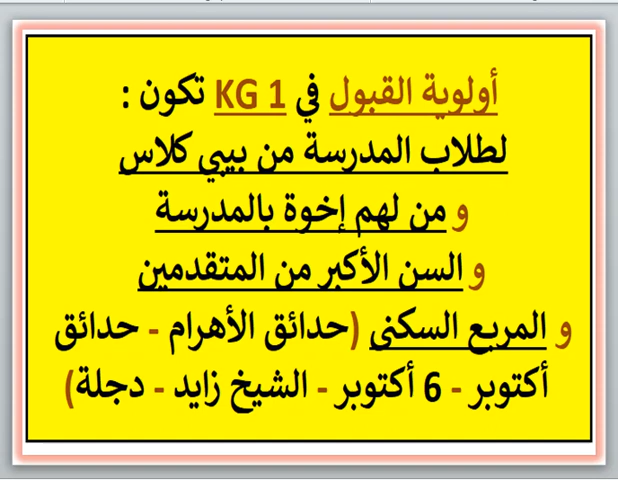 أولوية القبول في KG 1 تكون :
لطلاب المدرسة من بيبي كلاس
و من لهم إخوة بالمدرسة
و السن الأكبر من المتقدمين
و المربع السكنى (حدائق الأهرام - حدائق
أكتوبر - 6 أكتوبر - الشيخ زايد - دجلة)